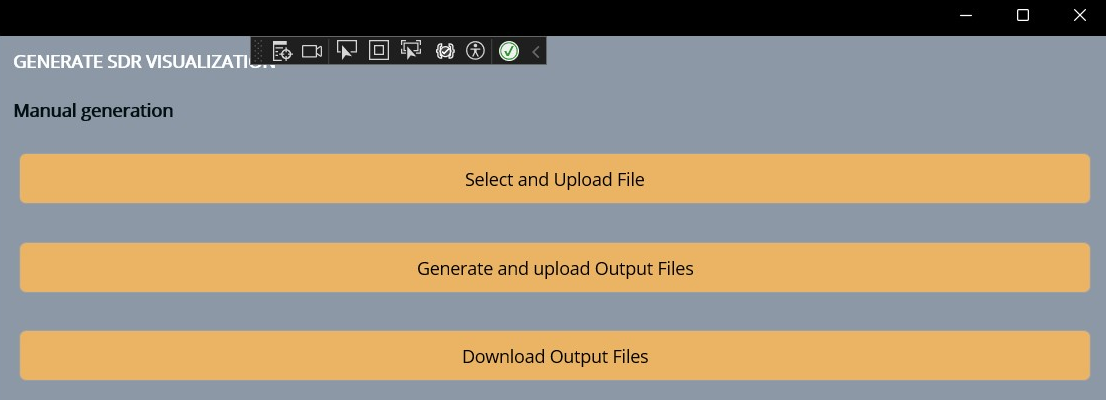 GENERATE SDR VISUALIZATION
Manual generation
Select and Upload File
Generate and upload Output Files
Download Output Files